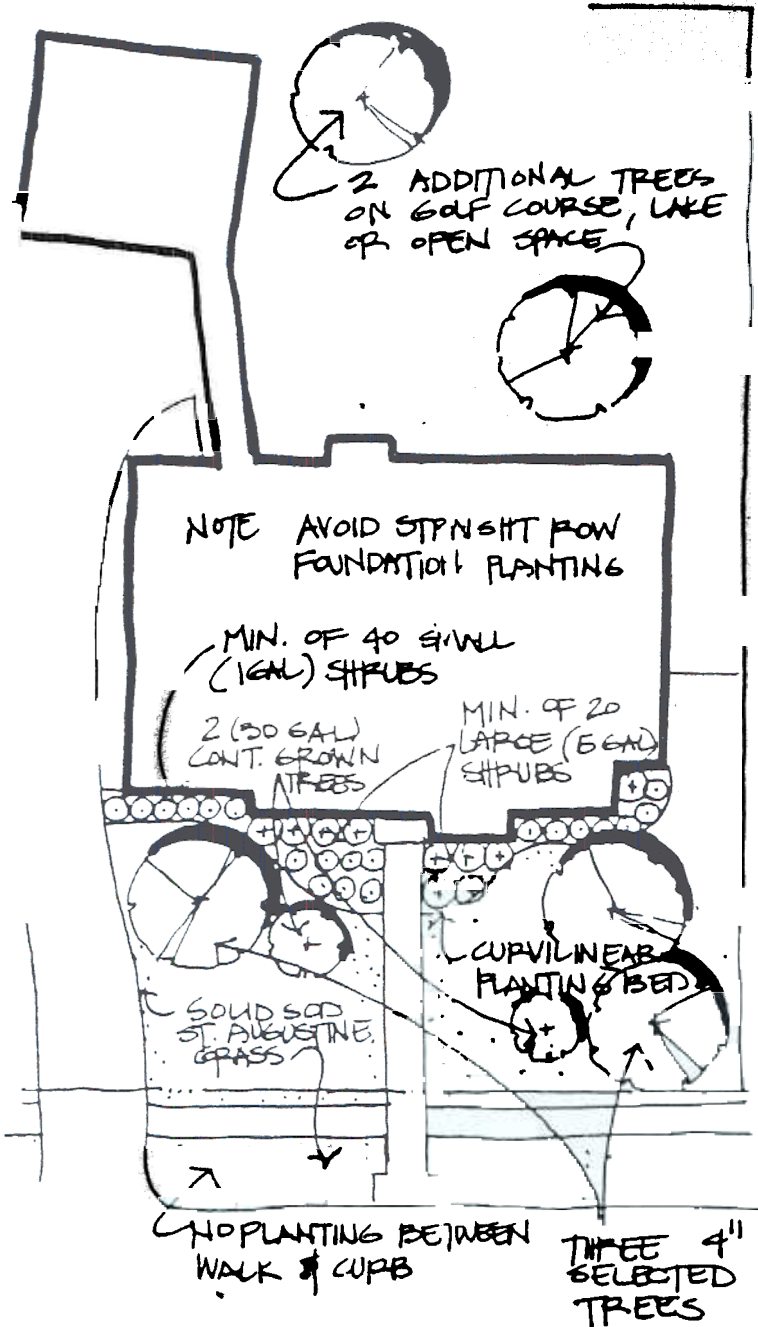 2 ADDITIONAL TREES
ON GOLF COURSE, LAKE
OR OPEN SPACE
NOTE AVOID STRAIGHT ROW
FOUNDATION PLANTING
MIN. OF 40 SMALL
(1GAL) SHRUBS
2 (30 GAL)
CONT. GROWN
TREES
MIN. OF 20
LARGE (5 GAL)
SHRUBS
CURVILINEAR
PLANTING BED
SOLID SOD
ST. AUGUSTINE
GRASS
NO PLANTING BETWEEN
WALK & CURB
THREE 4"
SELECTED
TREES